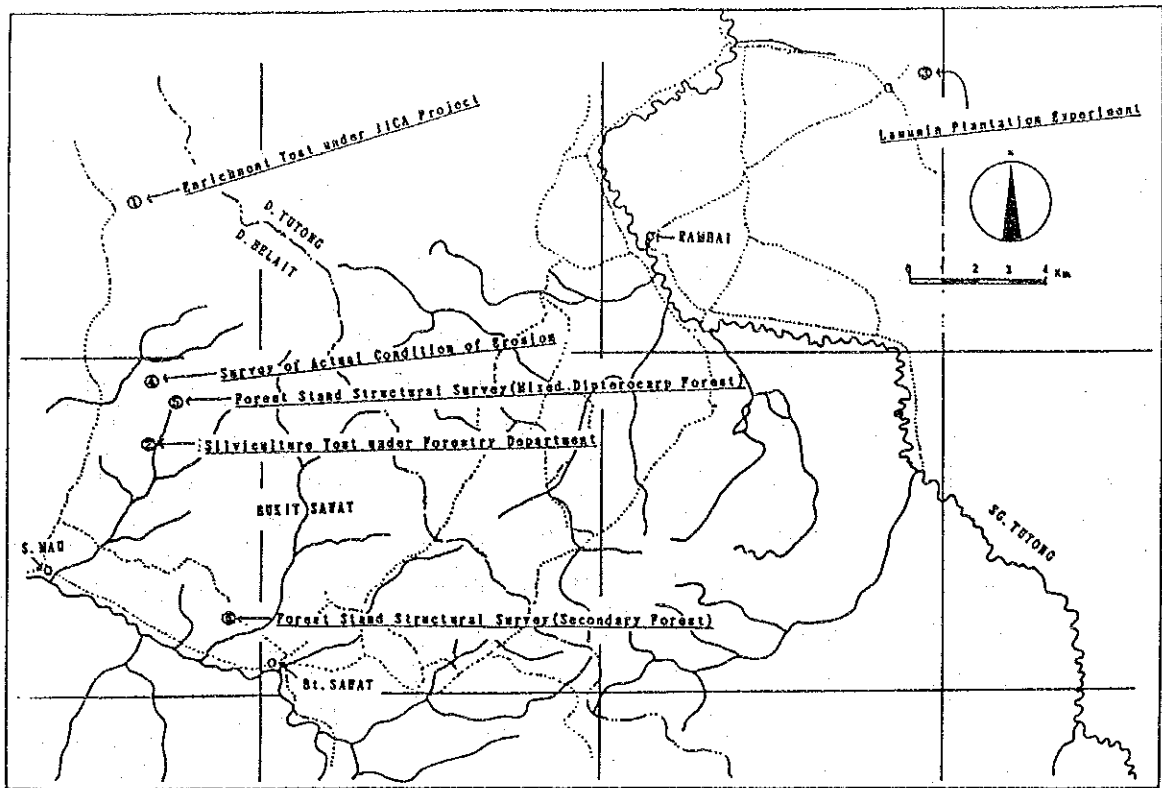 ③
Lamunin Plantation Experiment
N
① Enrichment Test under JICA Project
D. TUTONG
D. BELAIT
RAMBAI
0 1 2 3 4 Km
④ Survey of Actual Condition of Erosion
⑤ Forest Stand Structural Survey(Mixed Dipterocarp Forest)
② Silviculture Test under Forestry Department
BUKIT SAWAT
SG. TUTONG
S. MAU
⑥ Forest Stand Structural Survey(Secondary Forest)
Bt. SAWAT